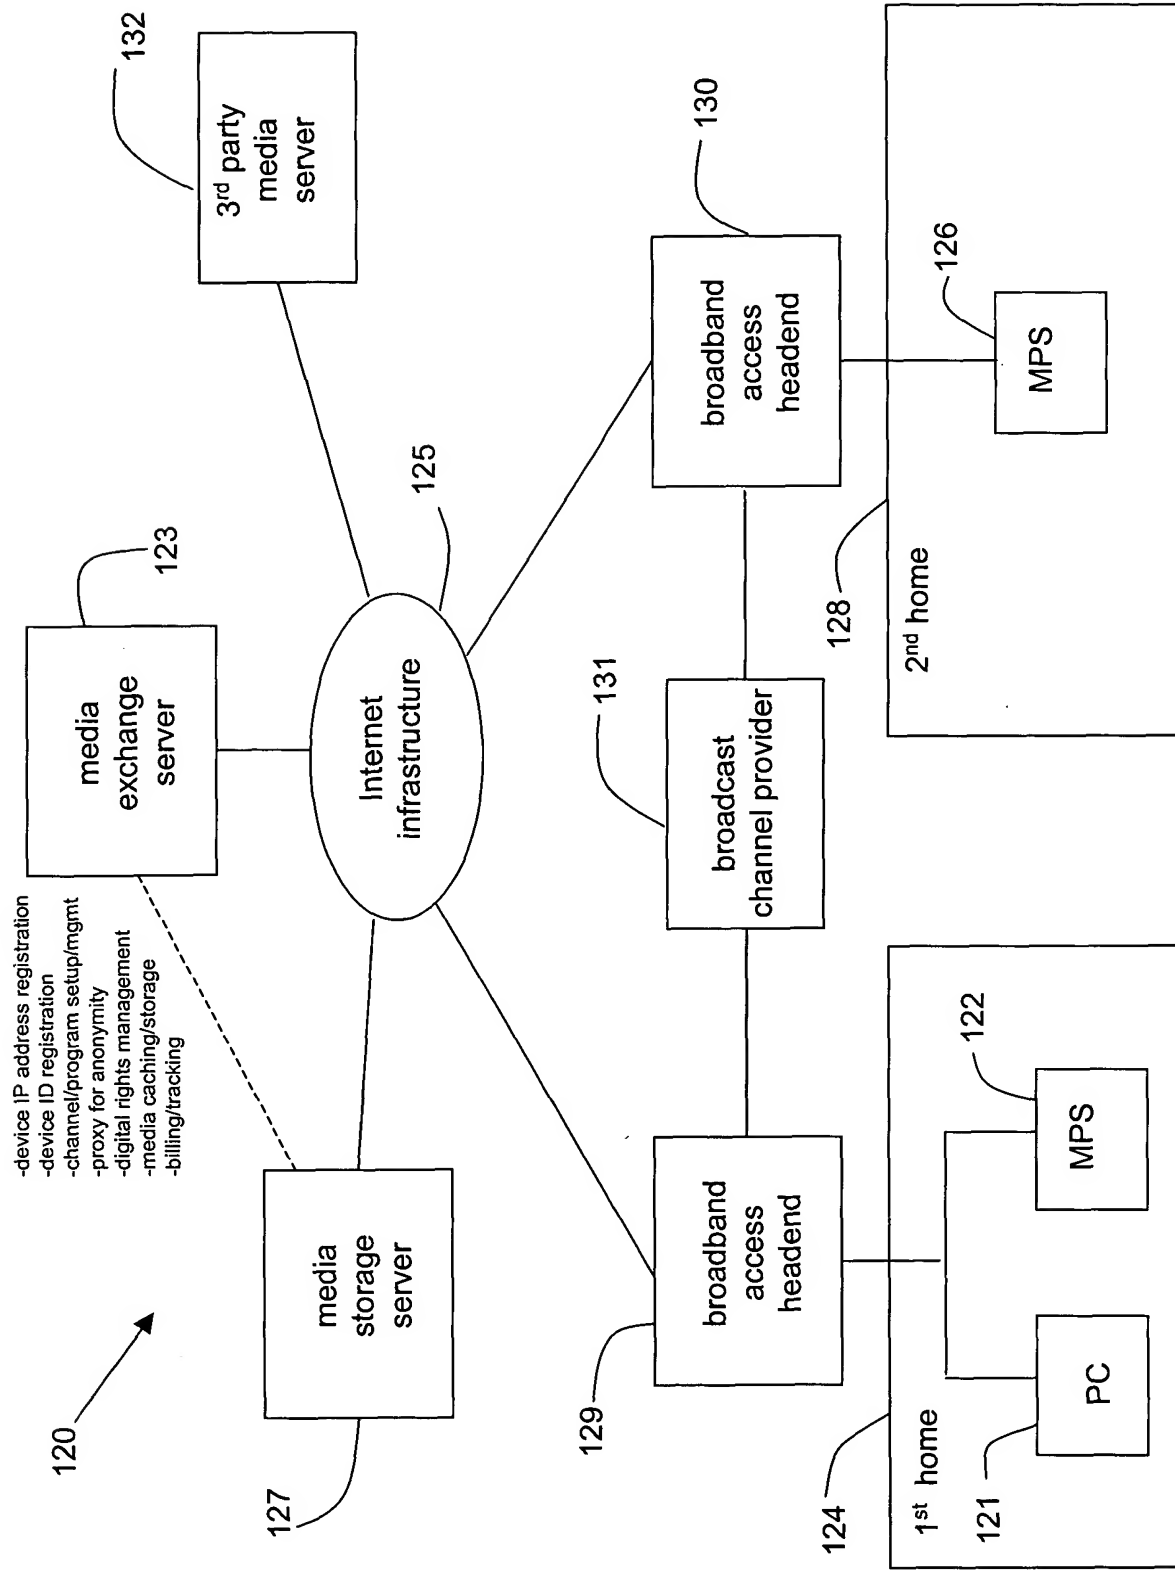 120
-device IP address registration
-device ID registration
-channel/program setup/mgmt
-proxy for anonymity
-digital rights management
-media caching/storage
-billing/tracking
media
exchange
server
123
3rd party
media
server
132
127
media
storage
server
Internet
infrastructure
125
129
broadband
access
headend
131
broadcast
channel provider
broadband
access
headend
130
124
1st home
121
PC
MPS
122
128
2nd home
MPS
126